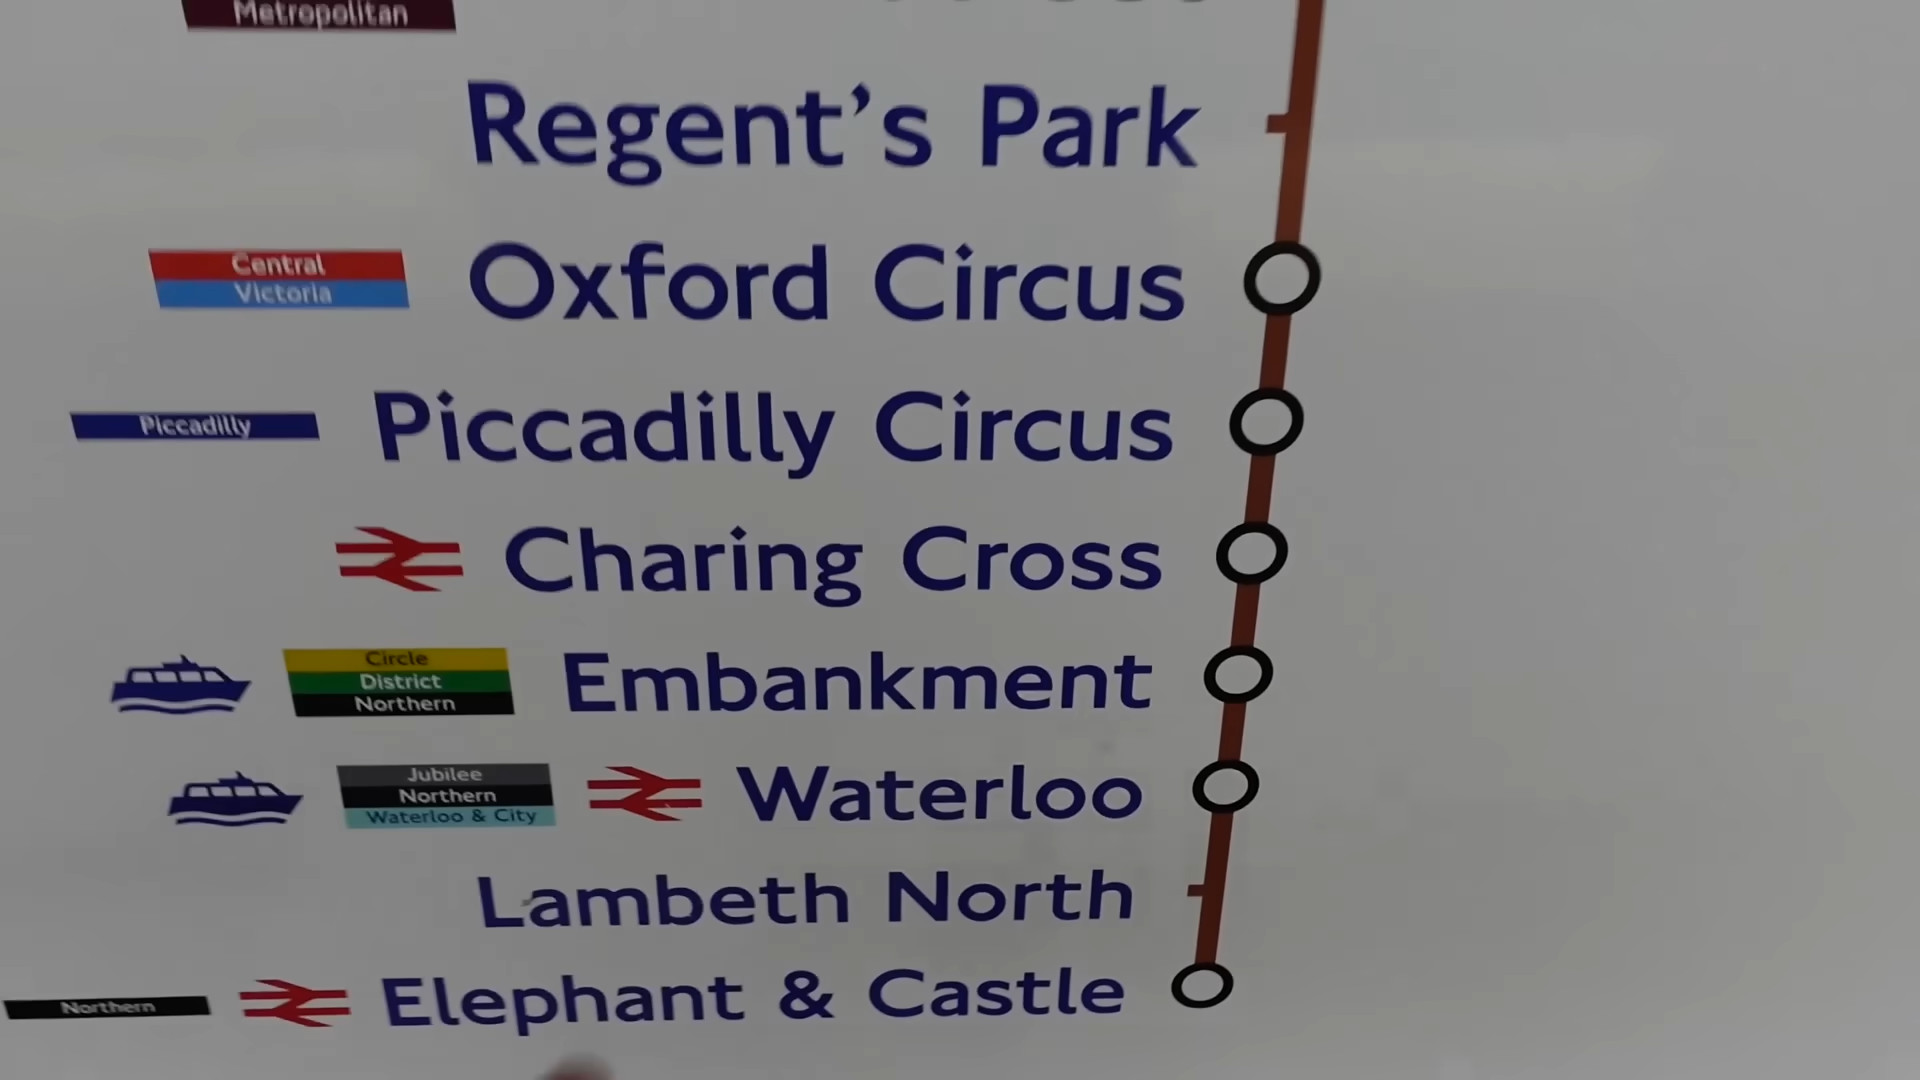 Metropolitan
Regent's Park
Central
Victoria
Oxford Circus
Piccadilly
Piccadilly Circus
Charing Cross
Circle
District
Northern
Embankment
Jubilee
Northern
Waterloo & City
Waterloo
Lambeth North
Northern
Elephant & Castle